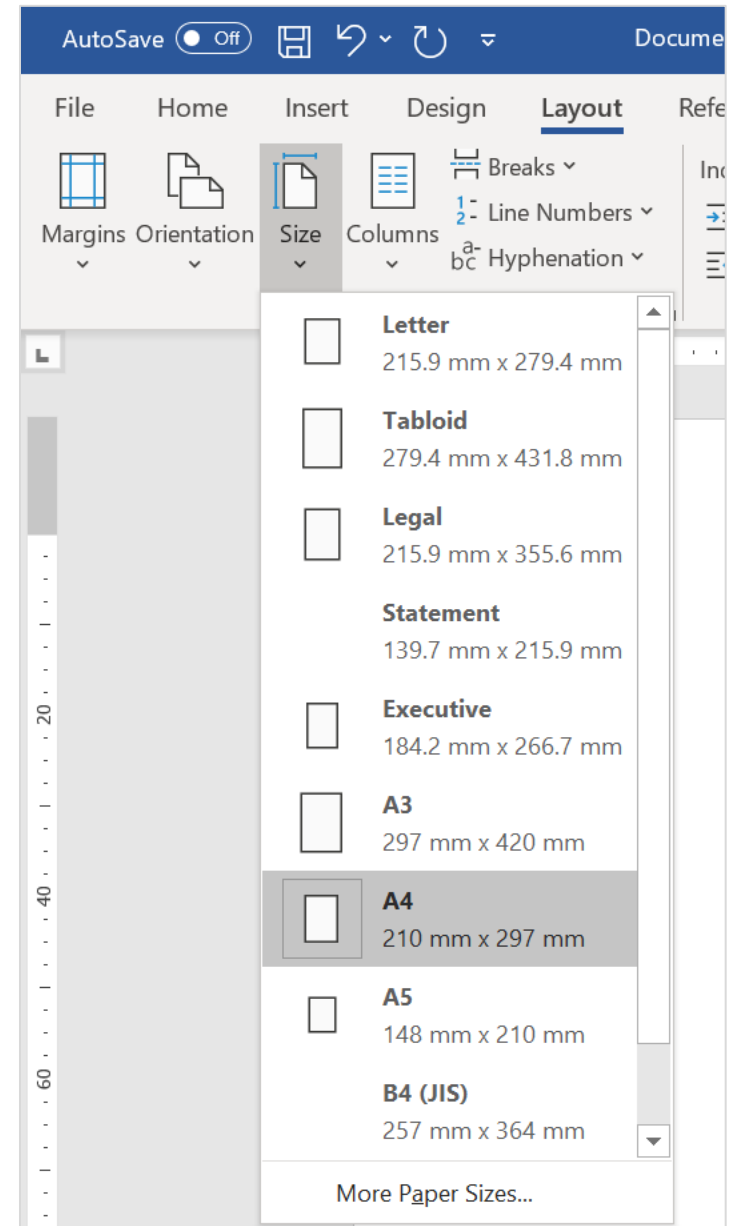 AutoSave Off Docume
File Home Insert Design Layout Refe
Breaks
1
2 Line Numbers
Margins Orientation Size Columns
a-
bc Hyphenation
Letter
215.9 mm x 279.4 mm
Tabloid
279.4 mm x 431.8 mm
Legal
215.9 mm x 355.6 mm
Statement
139.7 mm x 215.9 mm
Executive
184.2 mm x 266.7 mm
A3
297 mm x 420 mm
A4
210 mm x 297 mm
A5
148 mm x 210 mm
B4 (JIS)
257 mm x 364 mm
More Paper Sizes...
20
40
60